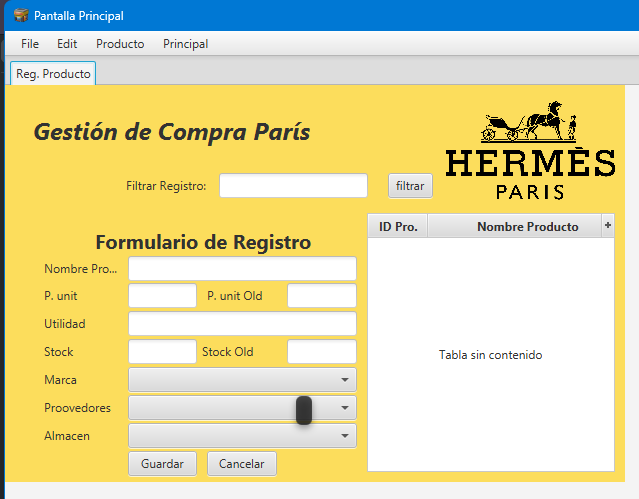 Pantalla Principal
File Edit Producto Principal
Reg. Producto
Gestión de Compra París
HERMÈS
PARIS
Filtrar Registro: filtrar
Formulario de Registro
ID Pro. Nombre Producto +
Nombre Pro...
P. unit P. unit Old
Utilidad
Stock Stock Old
Tabla sin contenido
Marca
Proovedores
Almacen
Guardar Cancelar